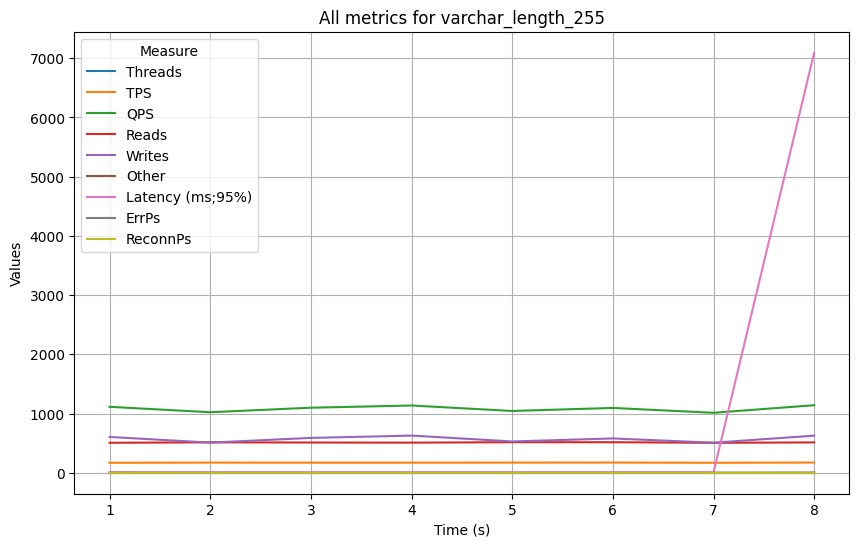 All metrics for varchar_length_255
Measure
Threads
TPS
QPS
Reads
Writes
Other
Latency (ms;95%)
ErrPs
ReconnPs
Values
7000
6000
5000
4000
3000
2000
1000
0
1 2 3 4 5 6 7 8
Time (s)